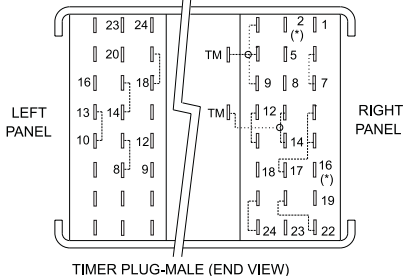 23 24 2 1
(*)
20 TM 5
16 18 9 8 7
LEFT PANEL
13 14 TM 12 RIGHT PANEL
10 12 14
8 9 18 17 16
(*)
19
24 23 22
TIMER PLUG-MALE (END VIEW)